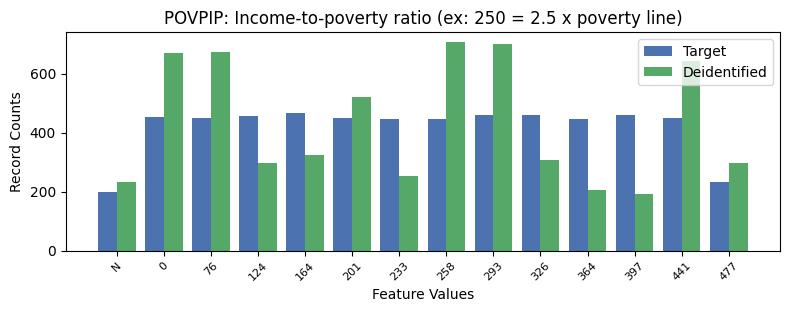 POVPIP: Income-to-poverty ratio (ex: 250 = 2.5 x poverty line)
Target
Deidentified
600
400
200
0
Record Counts
N 0 76 124 164 201 233 258 293 326 364 397 441 477
Feature Values